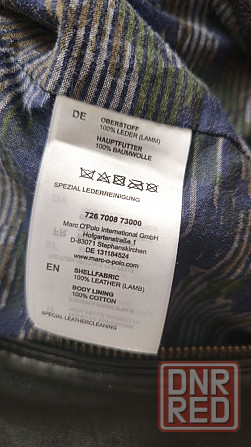 DE
OBERSTOFF
100% LEDER (LAMM)
HAUPTFUTTER
100% BAUMWOLLE
SPEZIAL LEDERREINIGUNG
726 7008 73000
Marc O'Polo International GmbH
Hofgartenstraße 1
D-83071 Stephanskirchen
DE 131184524
www.marc-o-polo.com
EN
SHELLFABRIC
100% LEATHER (LAMB)
BODY LINING
100% COTTON
SPECIAL LEATHERCLEANING
DNR
RED